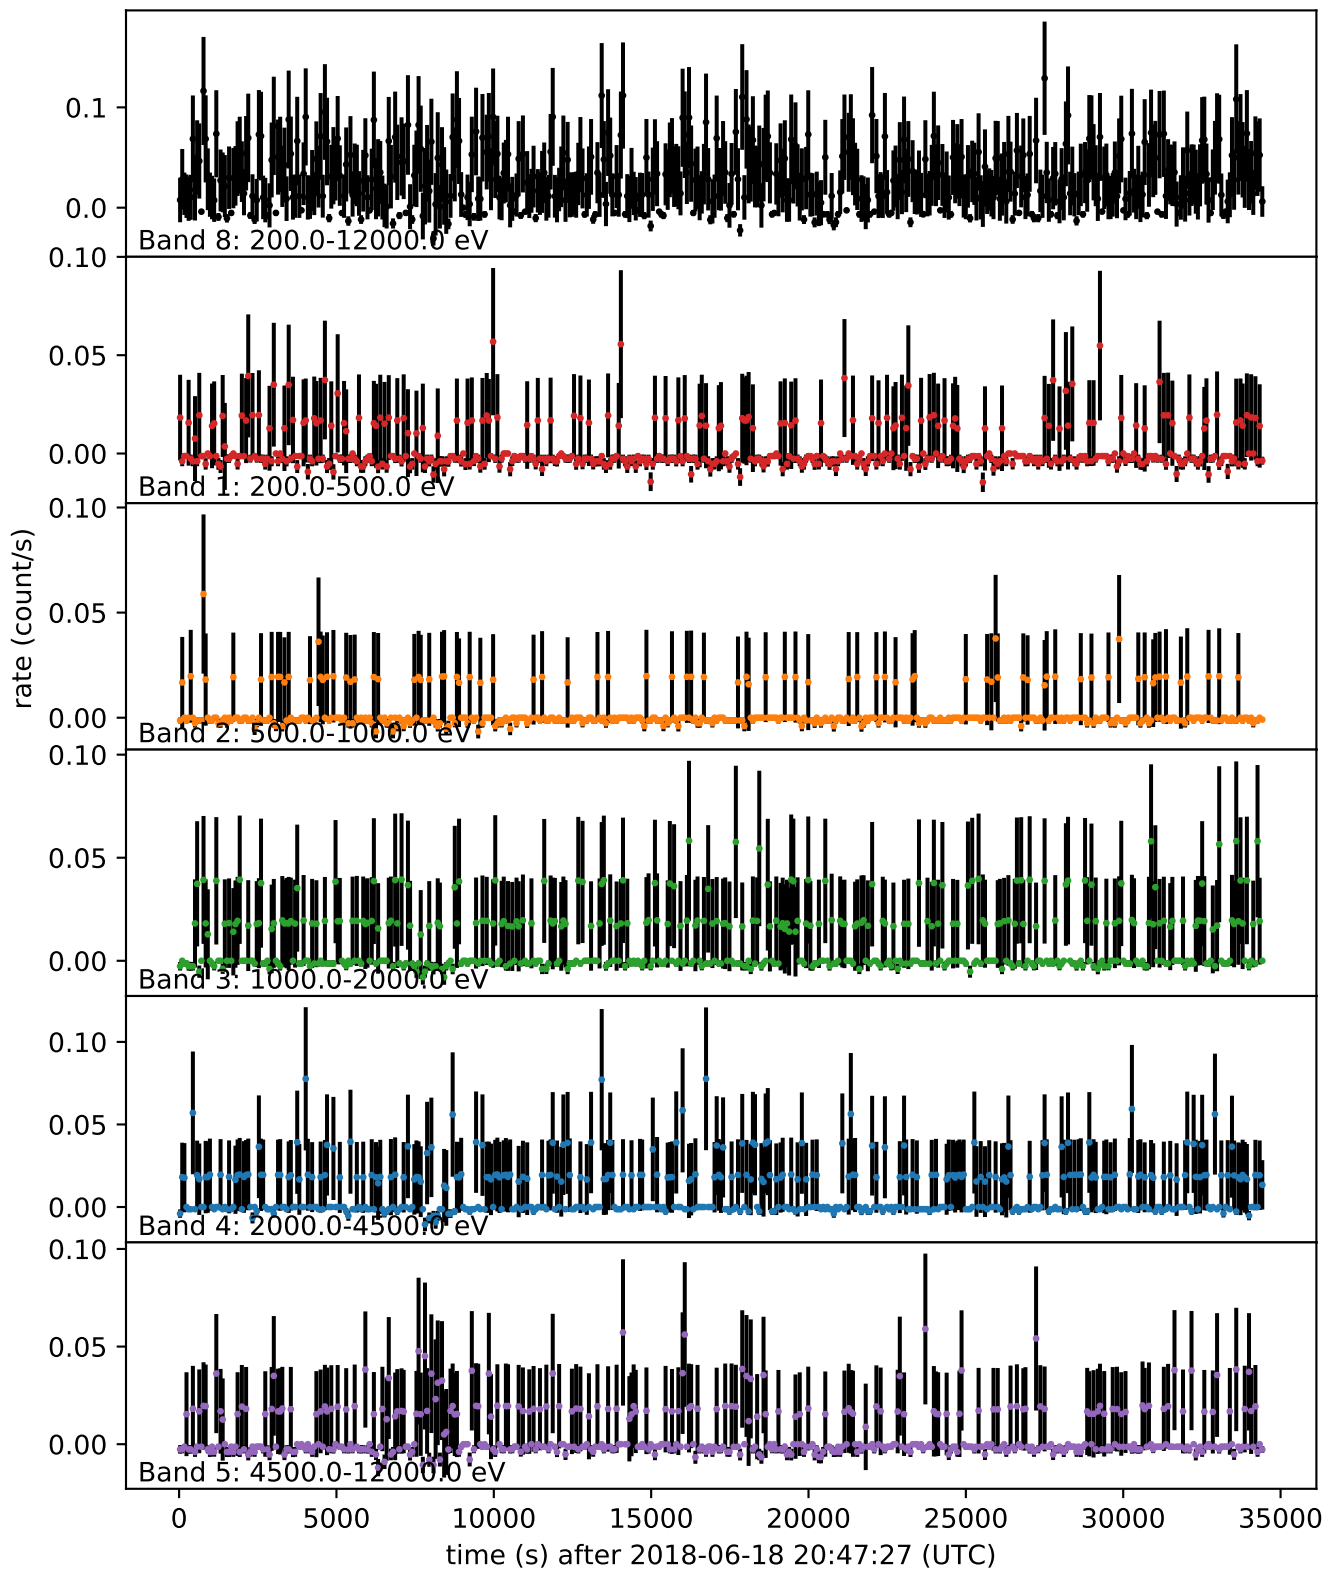 0.1
0.0
Band 8: 200.0-12000.0 eV
0.10
0.05
0.00
Band 1: 200.0-500.0 eV
0.10
0.05
0.00
Band 2: 500.0-1000.0 eV
rate (count/s)
0.10
0.05
0.00
Band 3: 1000.0-2000.0 eV
0.10
0.05
0.00
Band 4: 2000.0-4500.0 eV
0.10
0.05
0.00
Band 5: 4500.0-12000.0 eV
0 5000 10000 15000 20000 25000 30000 35000
time (s) after 2018-06-18 20:47:27 (UTC)